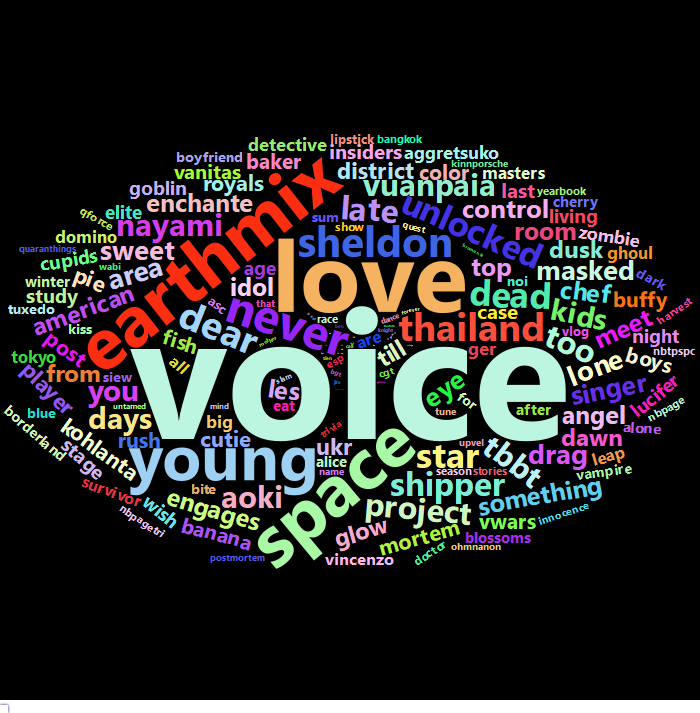 lipstick
bangkok
detective
insiders
aggretsuko
kinnporsche
boyfriend
baker
vanitas
district
color
masters
goblin
royals
vuanpaia
last
yearbook
elite
enchante
late
unlocked
control
cherry
living
qforce
nayami
earthmix
sum
show
quest
room
zombie
domino
sheldon
quaranthings
wabi
sweet
love
dusk
ghoul
cupids
area
age
idol
top
noi
masked
dark
winter
pie
dead
chef
study
american
asc
never
that
case
kids
buffy
harvest
tuxedo
kiss
dear
race
dance
forever
thailand
too
vlog
meet
night
post
fish
are
till
ger
boys
nbtpspc
tokyo
all
voice
esp
cgt
lone
from
siew
player
you
les
sbm
eye
singer
lucifer
untamed
mind
eat
for
after
angel
nbpage
blue
days
big
mivia
tune
alone
borderland
kohlanta
rush
cutie
ukr
upvel
dawn
stage
young
space
alice
star
tbbt
drag
leap
name
season
stories
vampire
survivor
bite
shipper
something
wish
engages
aoki
project
nbpagetri
banana
glow
mortem
vwars
innocence
blossoms
postmortem
vincenzo
doctor
ohmnanon